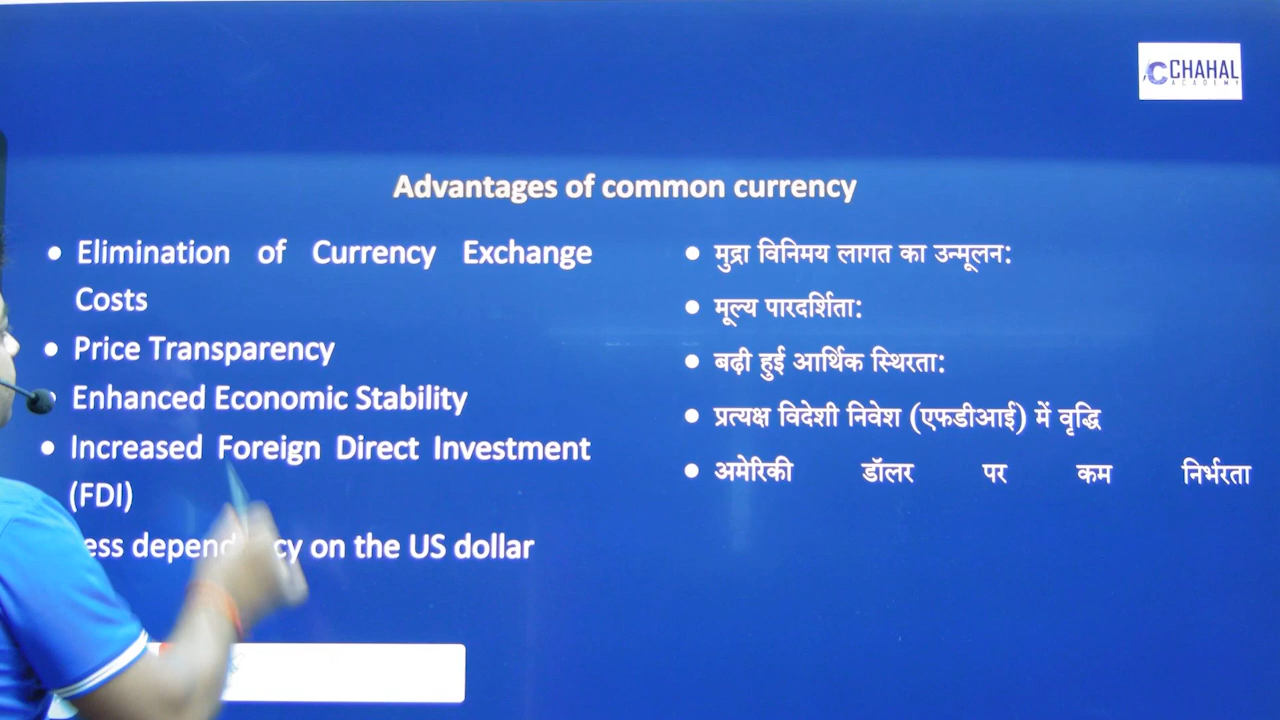 CHAHAL
ACADEMY
Advantages of common currency
• Elimination of Currency Exchange
Costs
• Price Transparency
Enhanced Economic Stability
• Increased Foreign Direct Investment
(FDI)
on the US dollar
• मुद्रा विनिमय लागत का उन्मूलन:
• मूल्य पारदर्शिता:
• बढ़ी हुई आर्थिक स्थिरता:
• प्रत्यक्ष विदेशी निवेश (एफडीआई) में वृद्धि
• अमेरिकी डॉलर पर कम निर्भरता